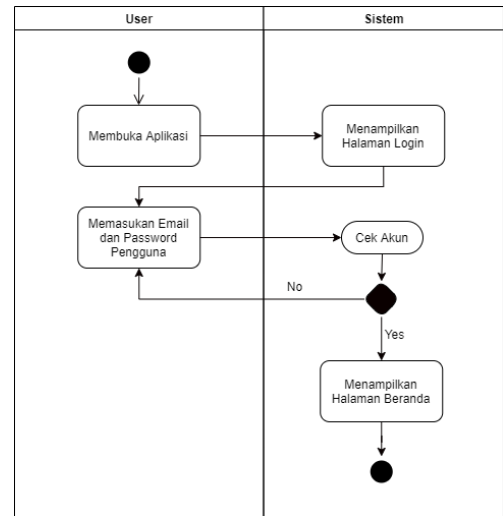 User
Sistem
Membuka Aplikasi
Menampilkan
Halaman Login
Memasukan Email
dan Password
Pengguna
Cek Akun
No
Yes
Menampilkan
Halaman Beranda